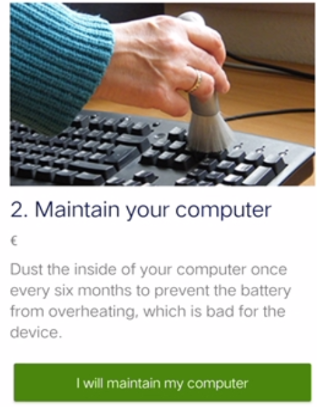 2. Maintain your computer
€
Dust the inside of your computer once
every six months to prevent the battery
from overheating, which is bad for the
device.
I will maintain my computer